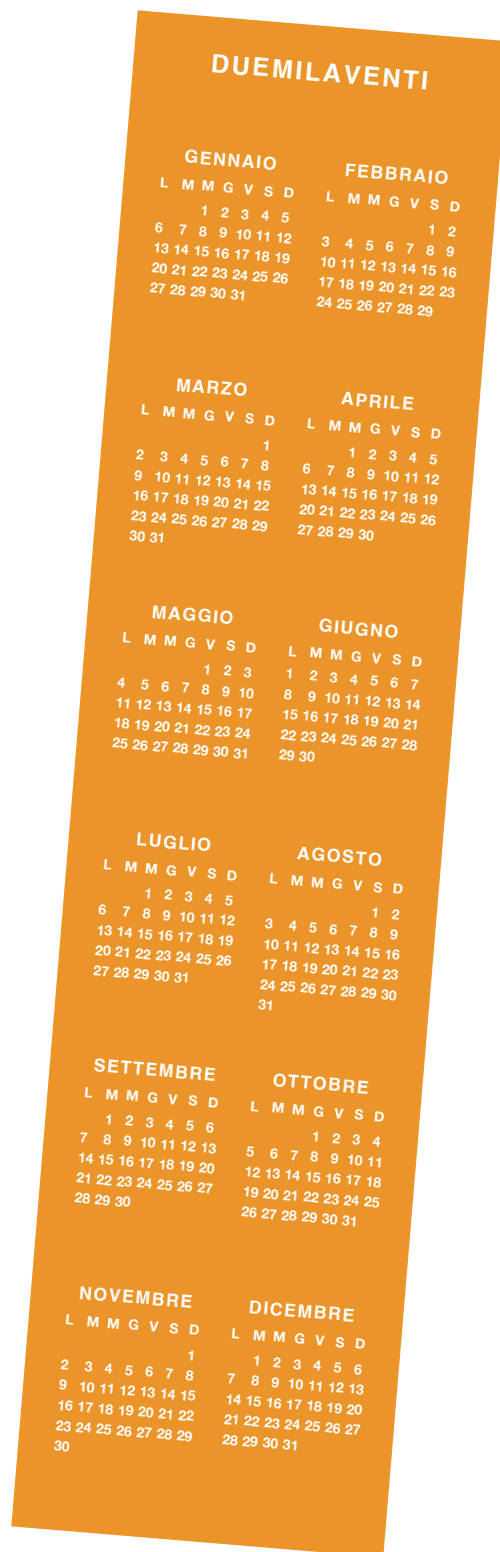 DUEMILAVENTI
GENNAIO
L M M G V S D
1 2 3 4 5
6 7 8 9 10 11 12
13 14 15 16 17 18 19
20 21 22 23 24 25 26
27 28 29 30 31
FEBBRAIO
L M M G V S D
1 2
3 4 5 6 7 8 9
10 11 12 13 14 15 16
17 18 19 20 21 22 23
24 25 26 27 28 29
MARZO
L M M G V S D
1
2 3 4 5 6 7 8
9 10 11 12 13 14 15
16 17 18 19 20 21 22
23 24 25 26 27 28 29
30 31
APRILE
L M M G V S D
1 2 3 4 5
6 7 8 9 10 11 12
13 14 15 16 17 18 19
20 21 22 23 24 25 26
27 28 29 30
MAGGIO
L M M G V S D
1 2 3
4 5 6 7 8 9 10
11 12 13 14 15 16 17
18 19 20 21 22 23 24
25 26 27 28 29 30 31
GIUGNO
L M M G V S D
1 2 3 4 5 6 7
8 9 10 11 12 13 14
15 16 17 18 19 20 21
22 23 24 25 26 27 28
29 30
LUGLIO
L M M G V S D
1 2 3 4 5
6 7 8 9 10 11 12
13 14 15 16 17 18 19
20 21 22 23 24 25 26
27 28 29 30 31
AGOSTO
L M M G V S D
1 2
3 4 5 6 7 8 9
10 11 12 13 14 15 16
17 18 19 20 21 22 23
24 25 26 27 28 29 30
31
SETTEMBRE
L M M G V S D
1 2 3 4 5 6
7 8 9 10 11 12 13
14 15 16 17 18 19 20
21 22 23 24 25 26 27
28 29 30
OTTOBRE
L M M G V S D
1 2 3 4
5 6 7 8 9 10 11
12 13 14 15 16 17 18
19 20 21 22 23 24 25
26 27 28 29 30 31
NOVEMBRE
L M M G V S D
1
2 3 4 5 6 7 8
9 10 11 12 13 14 15
16 17 18 19 20 21 22
23 24 25 26 27 28 29
30
DICEMBRE
L M M G V S D
1 2 3 4 5 6
7 8 9 10 11 12 13
14 15 16 17 18 19 20
21 22 23 24 25 26 27
28 29 30 31